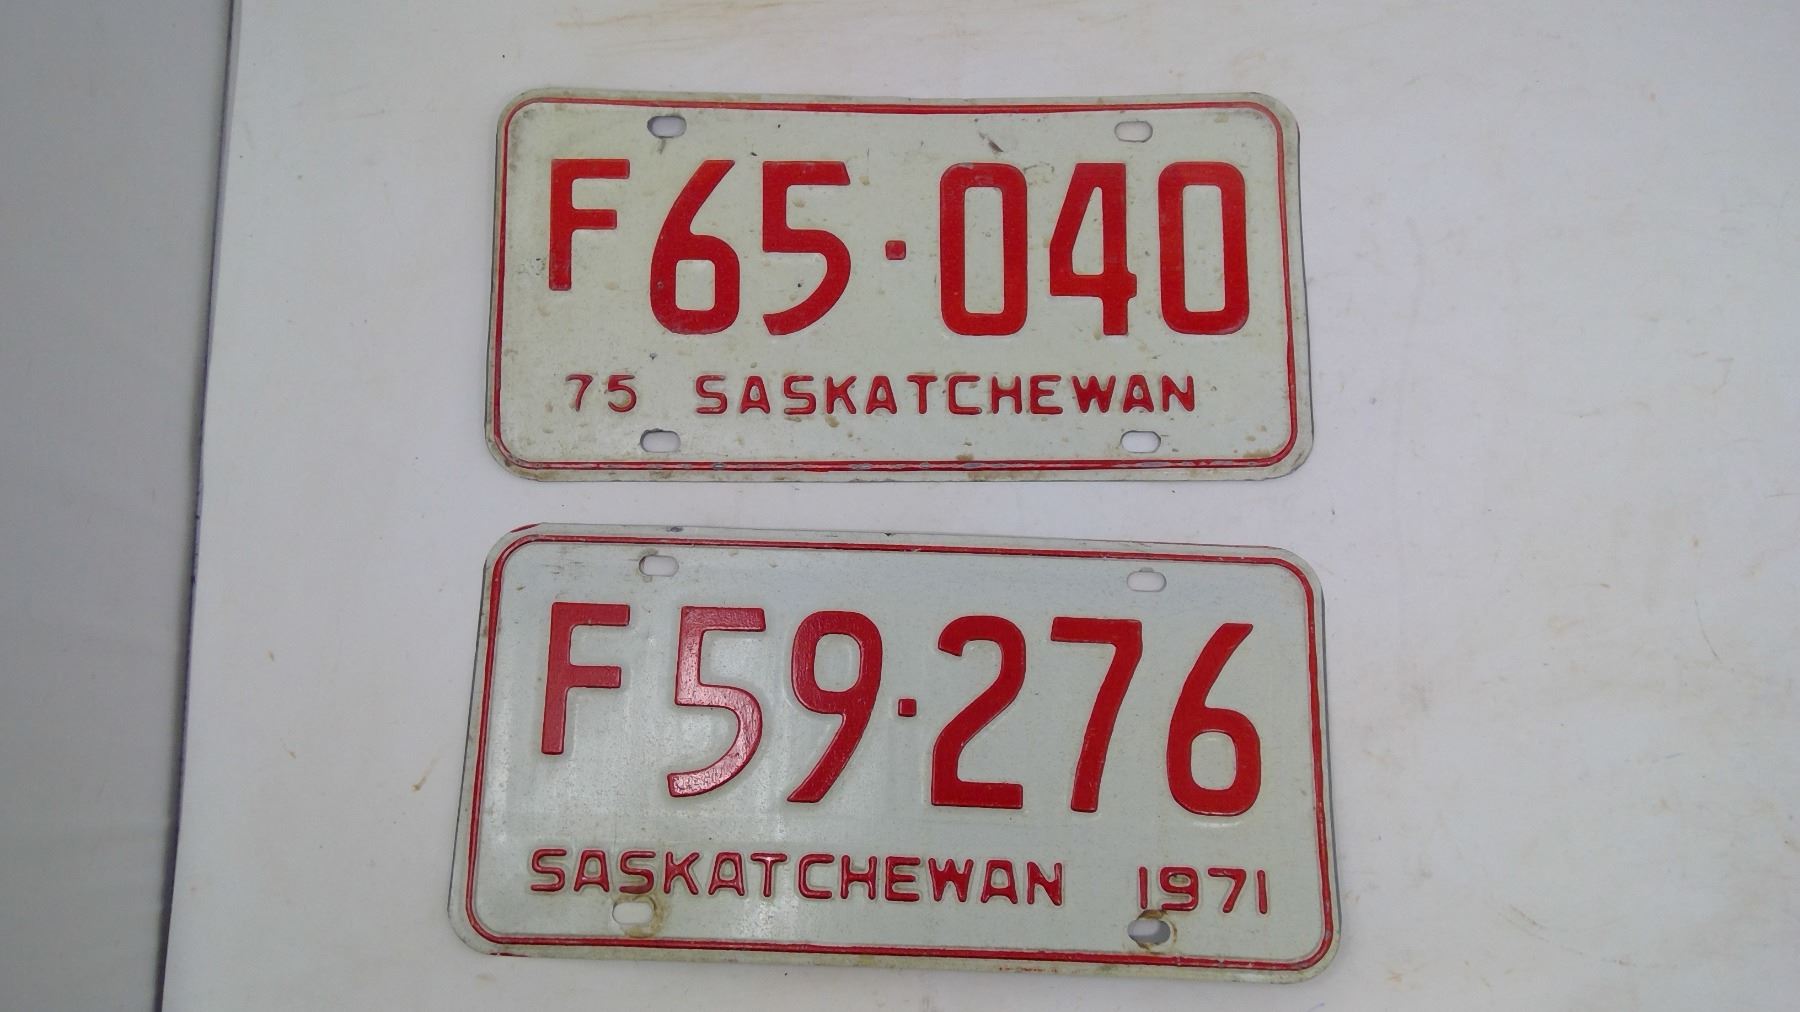 F65·040
75 SASKATCHEWAN
F59·276
SASKATCHEWAN 1971